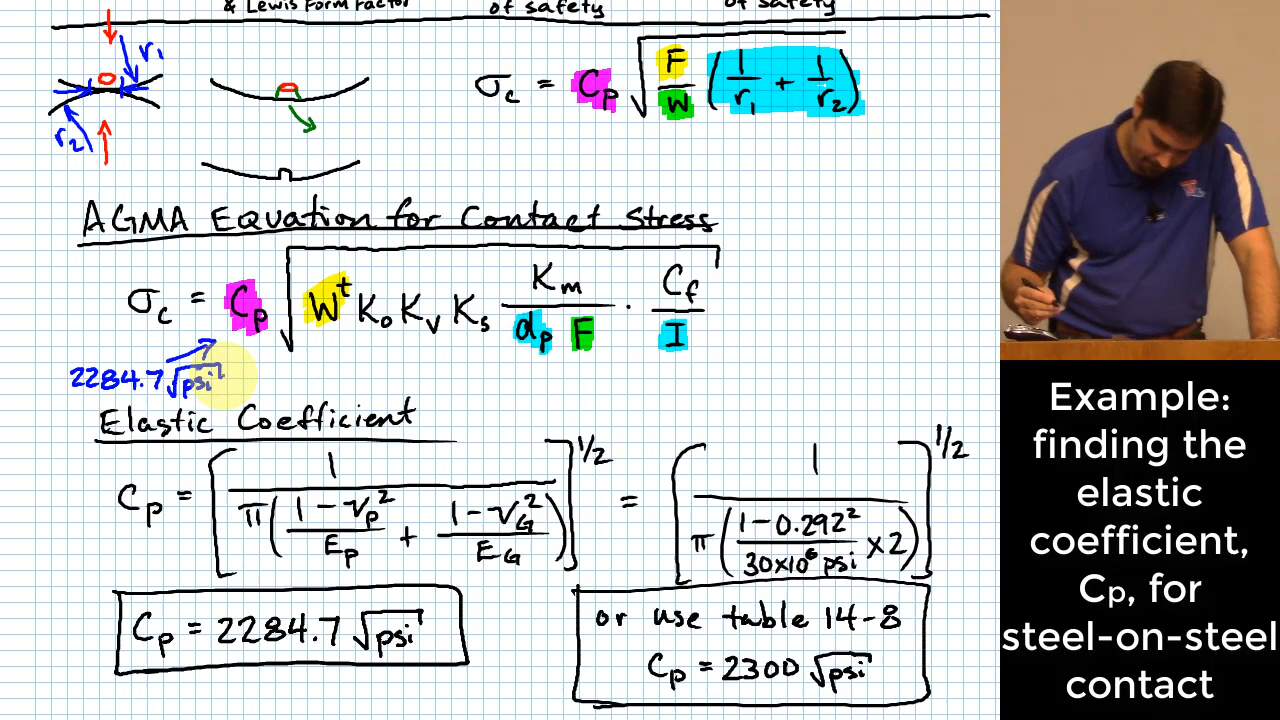 & Lewis Form Factor of safety of safety
r₁
r₂
σc = Cp √(F/W (1/r₁ + 1/r₂))
AGMA Equation for Contact Stress
σc = Cp √(Wᵗ Ko Kv Ks Km/(dp F) · Cf/I)
2284.7 √psi
Elastic Coefficient
Cp = [1/(π((1-νp²)/Ep + (1-νG²)/EG))]^1/2 = [1/(π((1-0.292²)/(30×10⁶ psi) ×2))]^1/2
Cp = 2284.7 √psi
or use table 14-8
Cp = 2300 √psi
Example:
finding the
elastic
coefficient,
Cp, for
steel-on-steel
contact